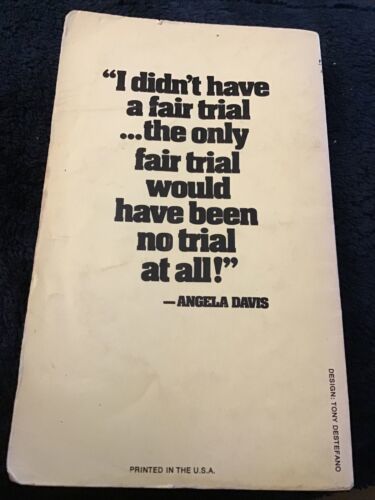 “I didn’t have
a fair trial
...the only
fair trial
would
have been
no trial
at all!”
—ANGELA DAVIS
DESIGN: TONY DESTEFANO
PRINTED IN THE U.S.A.